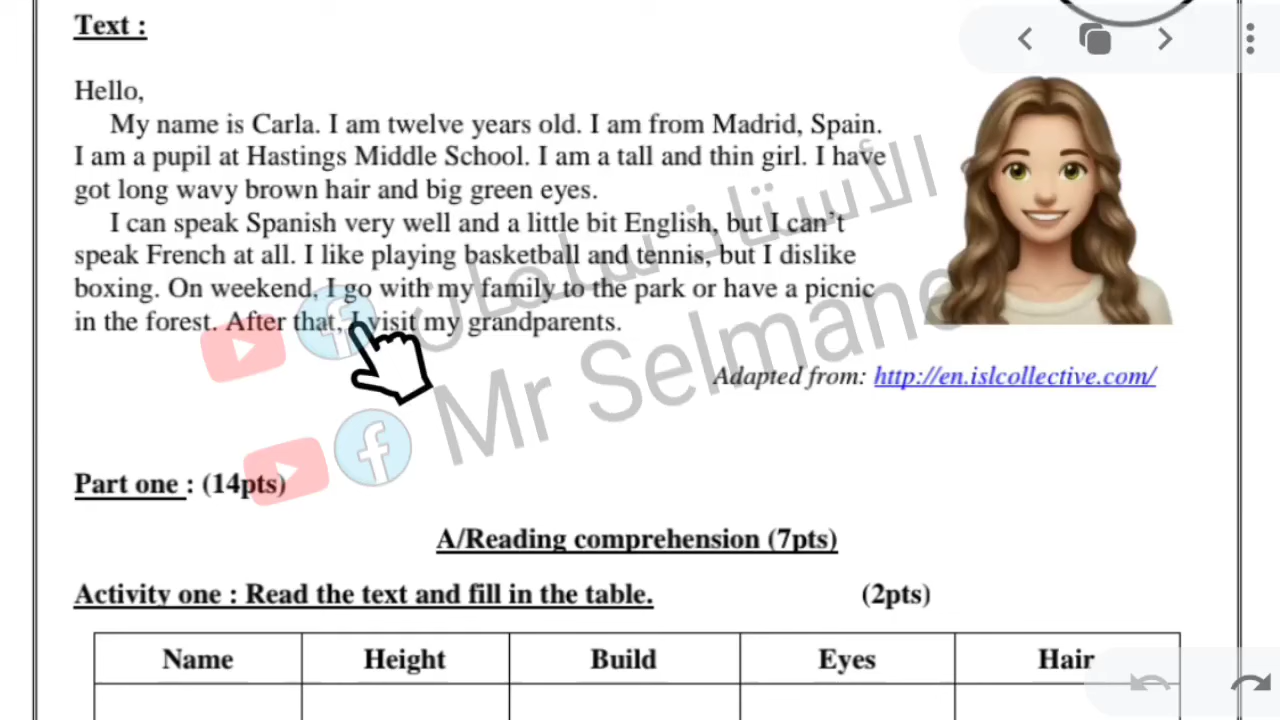 Text :
Hello,
My name is Carla. I am twelve years old. I am from Madrid, Spain.
I am a pupil at Hastings Middle School. I am a tall and thin girl. I have
got long wavy brown hair and big green eyes.
I can speak Spanish very well and a little bit English, but I can't
speak French at all. I like playing basketball and tennis, but I dislike
boxing. On weekend, I go with my family to the park or have a picnic
in the forest. After that, I visit my grandparents.
الأستاذ سلمان
Mr Selmane
Adapted from: http://en.islcollective.com/
Part one : (14pts)
A/Reading comprehension (7pts)
Activity one : Read the text and fill in the table. (2pts)
Name Height Build Eyes Hair